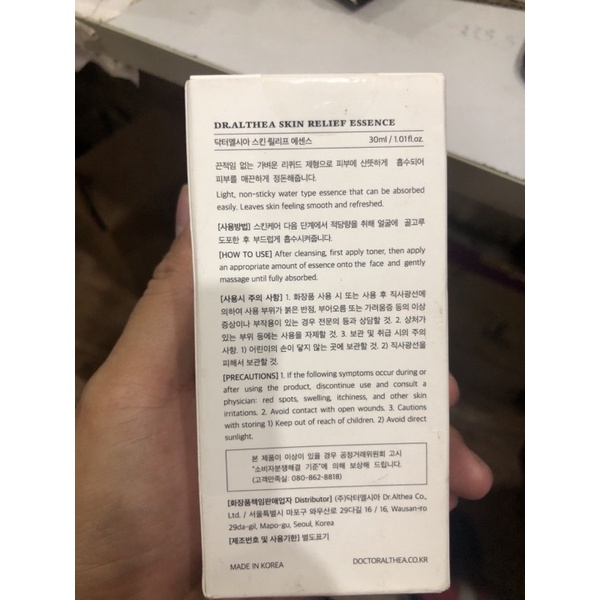 DR.ALTHEA SKIN RELIEF ESSENCE
닥터엘시아 스킨 릴리프 에센스 30ml / 1.01fl.oz.
끈적임 없는 가벼운 리퀴드 제형으로 피부에 산뜻하게 흡수되어
피부를 매끈하게 정돈해줍니다.
Light, non-sticky water type essence that can be absorbed
easily. Leaves skin feeling smooth and refreshed.
[사용방법] 스킨케어 다음 단계에서 적당량을 취해 얼굴에 골고루
도포한 후 부드럽게 흡수시켜줍니다.
[HOW TO USE] After cleansing, first apply toner, then apply
an appropriate amount of essence onto the face and gently
massage until fully absorbed.
[사용시 주의 사항] 1. 화장품 사용 시 또는 사용 후 직사광선에
의하여 사용 부위가 붉은 반점, 부어오름 또는 가려움증 등의 이상
증상이나 부작용이 있는 경우 전문의 등과 상담할 것. 2. 상처가
있는 부위 등에는 사용을 자제할 것. 3. 보관 및 취급 시의 주의
사항. 1) 어린이의 손이 닿지 않는 곳에 보관할 것. 2) 직사광선을
피해서 보관할 것.
[PRECAUTIONS] 1. If the following symptoms occur during or
after using the product, discontinue use and consult a
physician: red spots, swelling, itchiness, and other skin
irritations. 2. Avoid contact with open wounds. 3. Cautions
with storing 1) Keep out of reach of children. 2) Avoid direct
sunlight.
본 제품이 이상이 있을 경우 공정거래위원회 고시
"소비자분쟁해결 기준"에 의해 보상해 드립니다.
(고객만족실: 080-862-8818)
[화장품책임판매업자 Distributor] (주)닥터엘시아 Dr.Althea Co.,
Ltd. / 서울특별시 마포구 와우산로 29다길 16 / 16, Wausan-ro
29da-gil, Mapo-gu, Seoul, Korea
[제조번호 및 사용기한] 별도표기
MADE IN KOREA DOCTORALTHEA.CO.KR